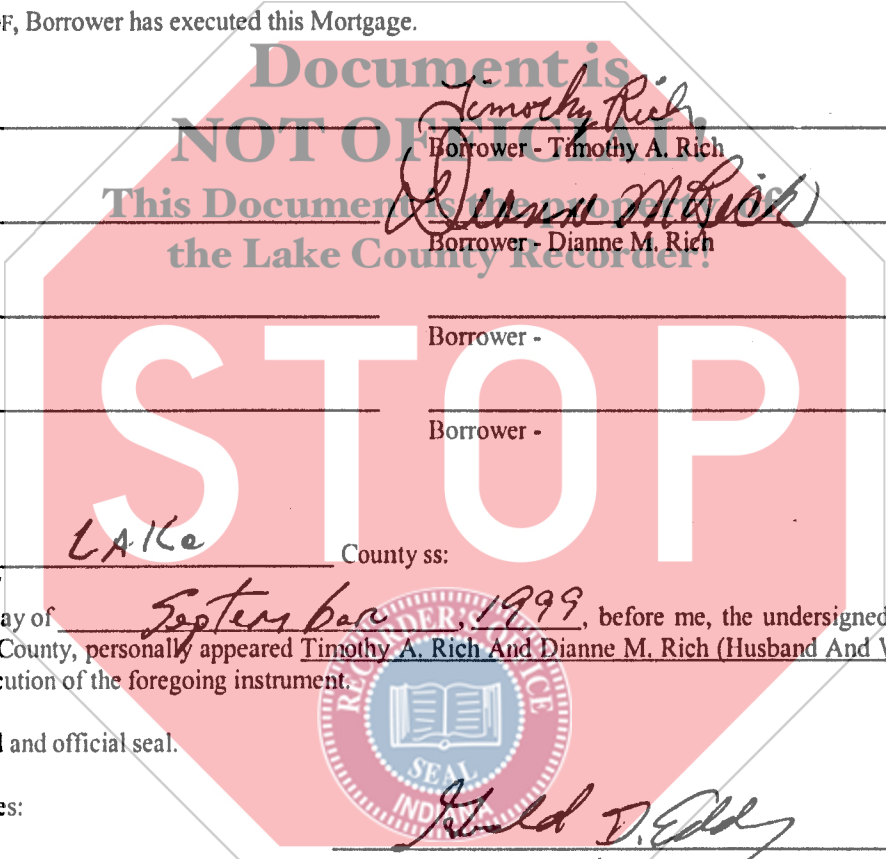 F, Borrower has executed this Mortgage.
Document is
NOT OFFICIAL!
This Document is the property of
the Lake County Recorder!
Timothy Rich
Borrower - Timothy A. Rich
Dianne M Rich
Borrower - Dianne M. Rich
Borrower -
Borrower -
STOP
LAKe County ss:
ay of September, 1999, before me, the undersigned
County, personally appeared Timothy A. Rich And Dianne M. Rich (Husband And
cution of the foregoing instrument.
d and official seal.
RECORDER'S OFFICE
SEAL
INDIANA
es:
Gerald D. Eddy